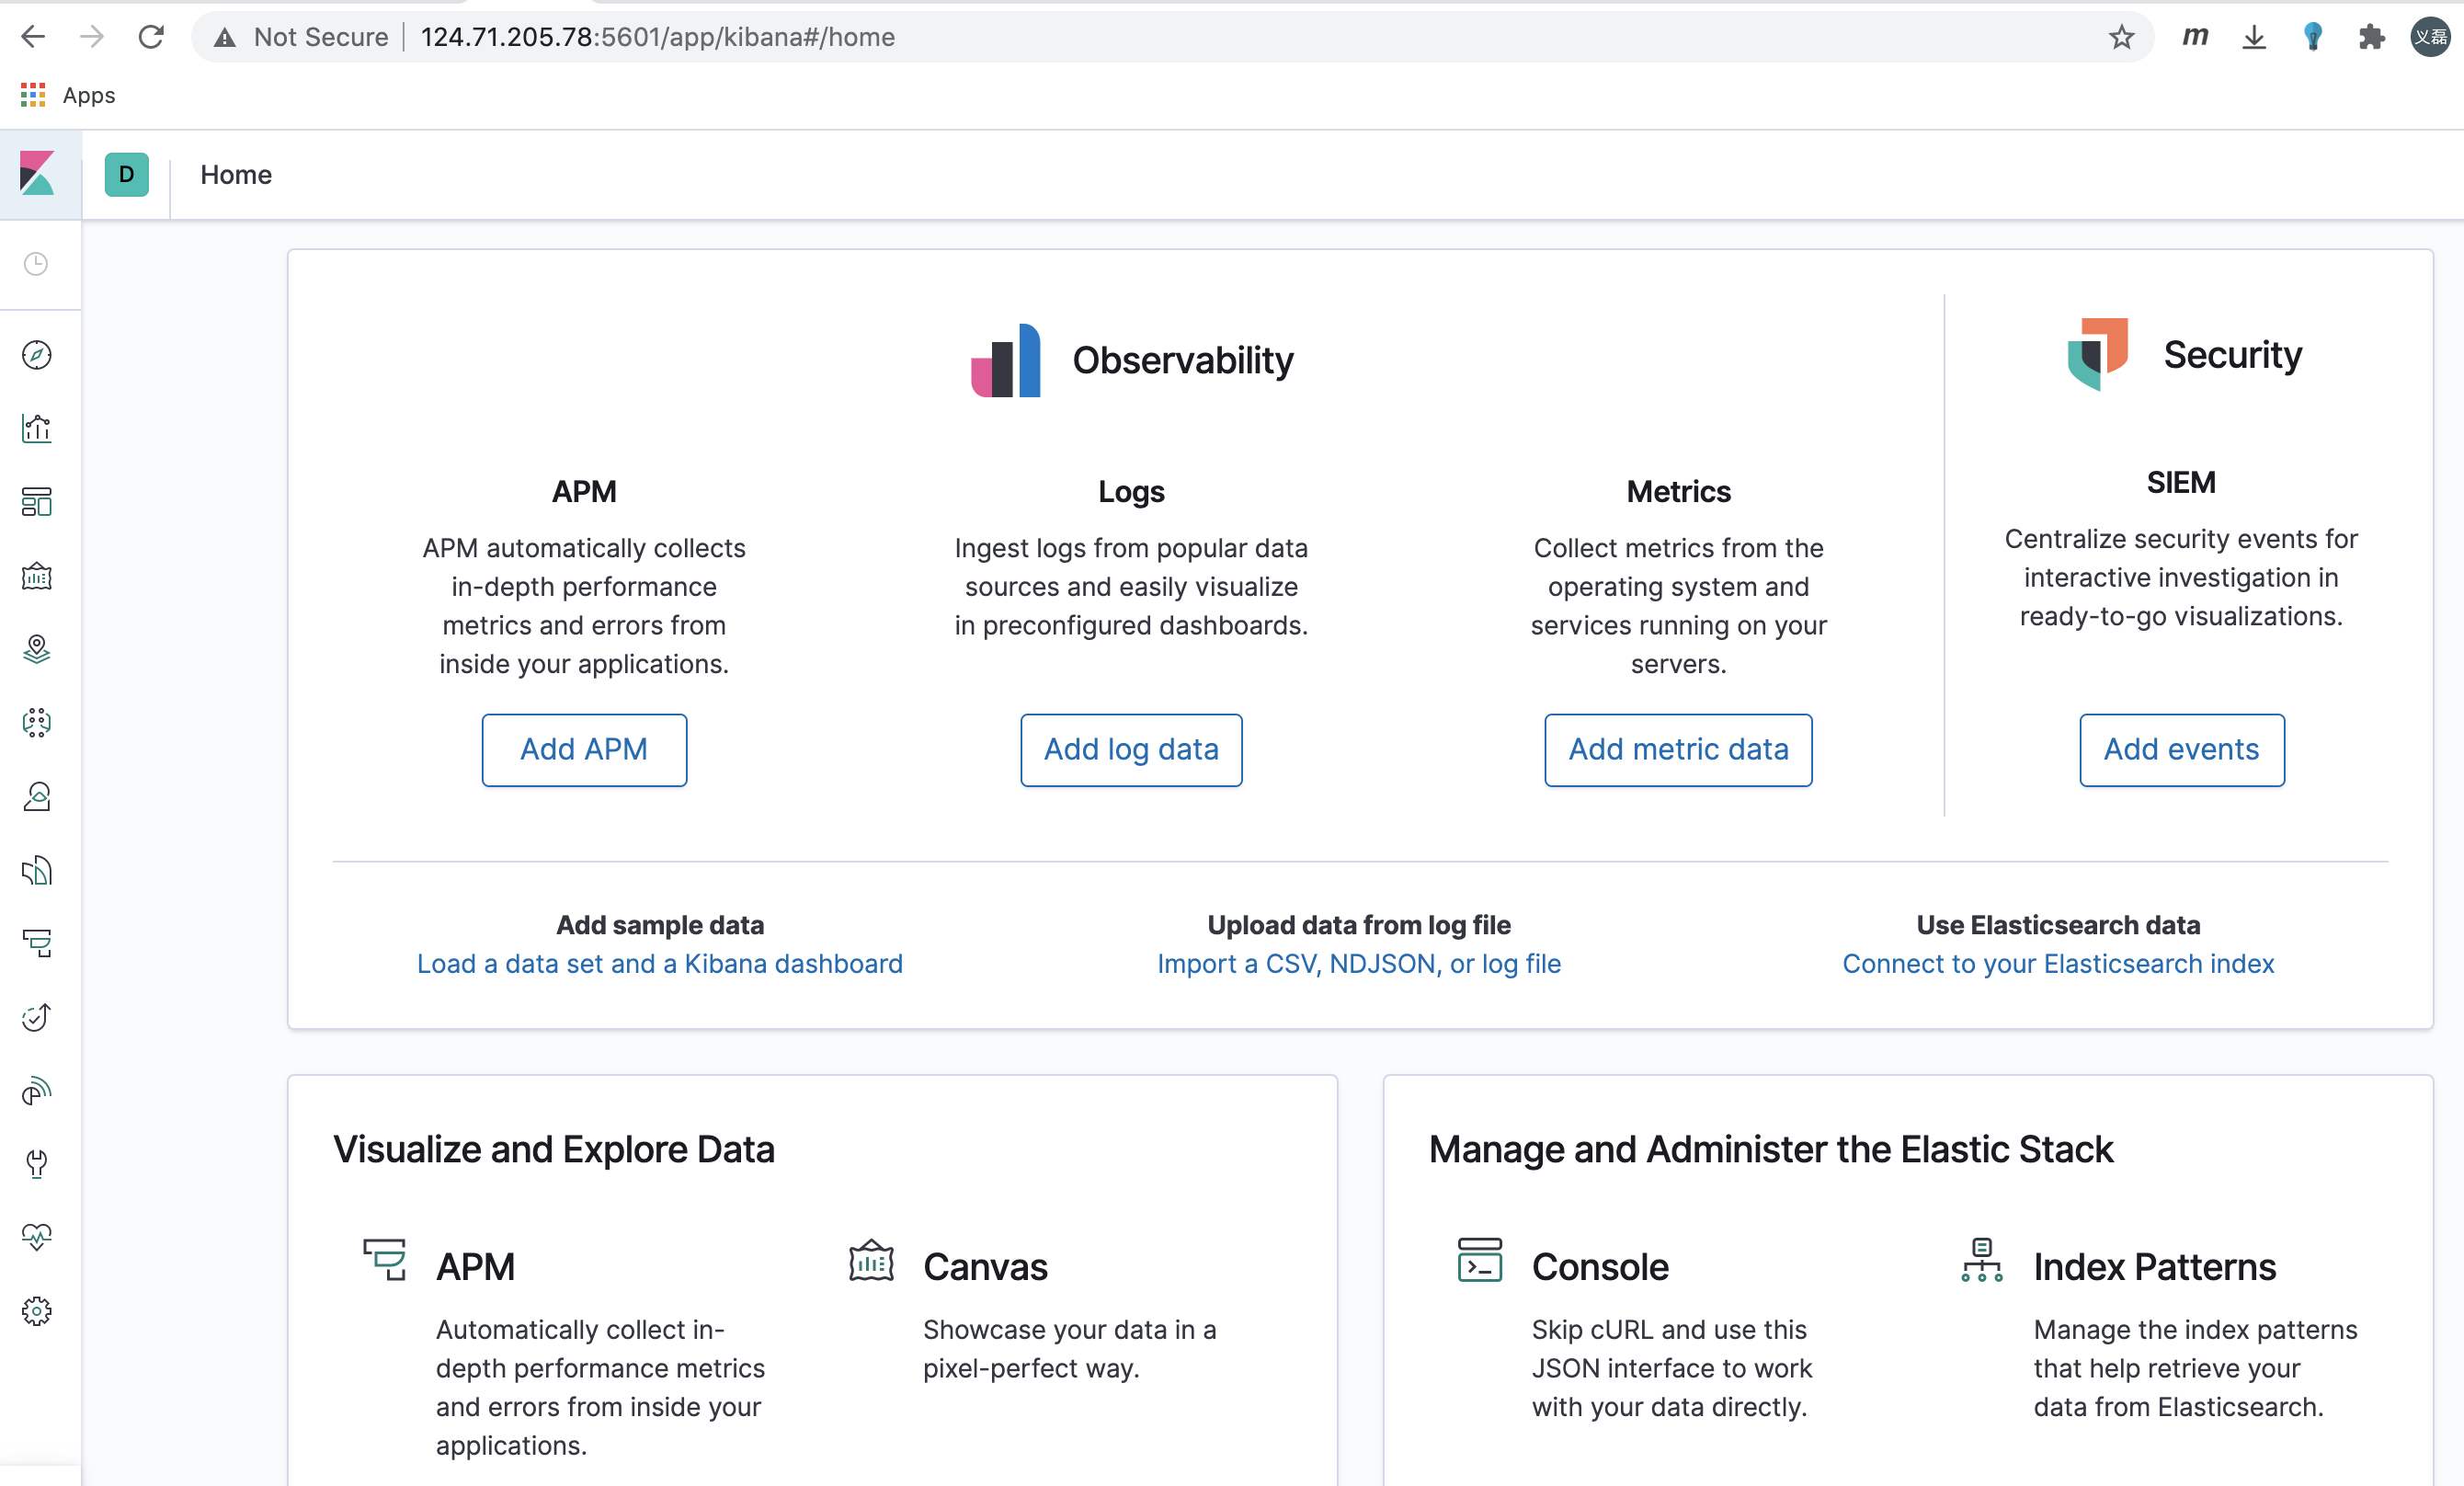 Not Secure 124.71.205.78:5601/app/kibana#/home
m
义磊
Apps
D Home
Observability
Security
APM
APM automatically collects
in-depth performance
metrics and errors from
inside your applications.
Add APM
Logs
Ingest logs from popular data
sources and easily visualize
in preconfigured dashboards.
Add log data
Metrics
Collect metrics from the
operating system and
services running on your
servers.
Add metric data
SIEM
Centralize security events for
interactive investigation in
ready-to-go visualizations.
Add events
Add sample data
Load a data set and a Kibana dashboard
Upload data from log file
Import a CSV, NDJSON, or log file
Use Elasticsearch data
Connect to your Elasticsearch index
Visualize and Explore Data
APM
Automatically collect in-
depth performance metrics
and errors from inside your
applications.
Canvas
Showcase your data in a
pixel-perfect way.
Manage and Administer the Elastic Stack
Console
Skip cURL and use this
JSON interface to work
with your data directly.
Index Patterns
Manage the index patterns
that help retrieve your
data from Elasticsearch.